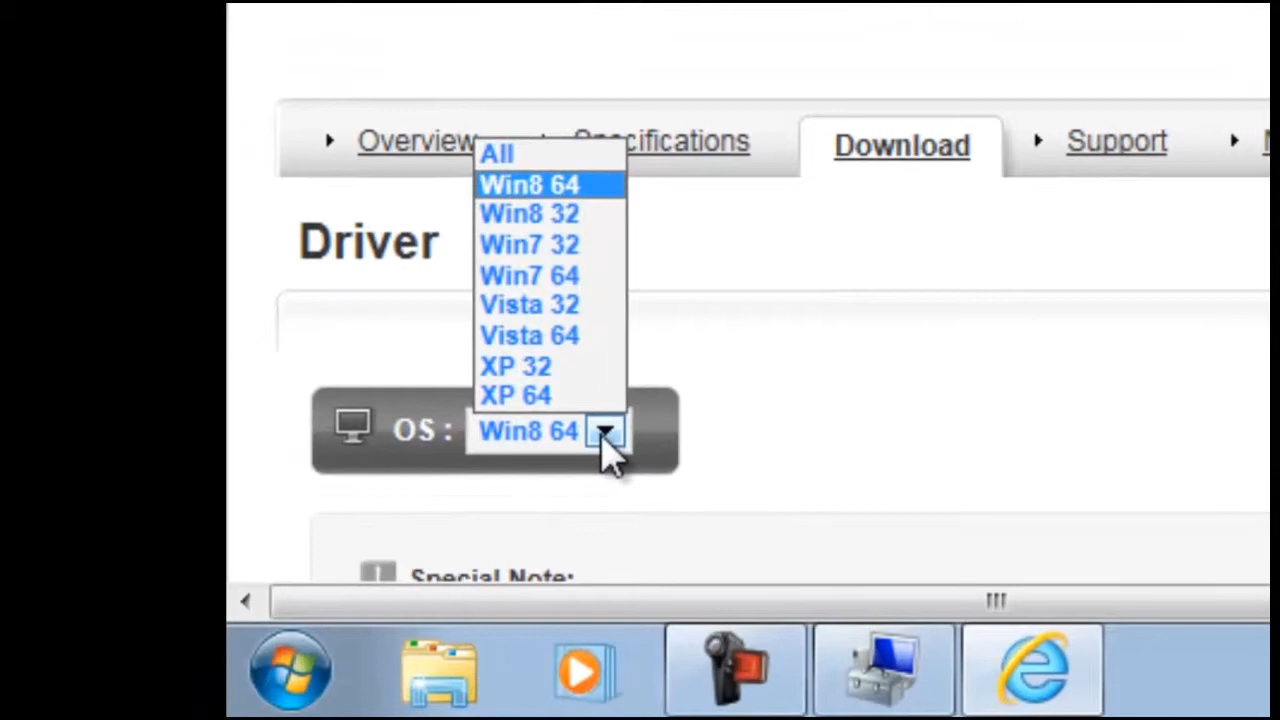 Overview Specifications Download Support
Driver
All
Win8 64
Win8 32
Win7 32
Win7 64
Vista 32
Vista 64
XP 32
XP 64
OS : Win8 64
Special Note: